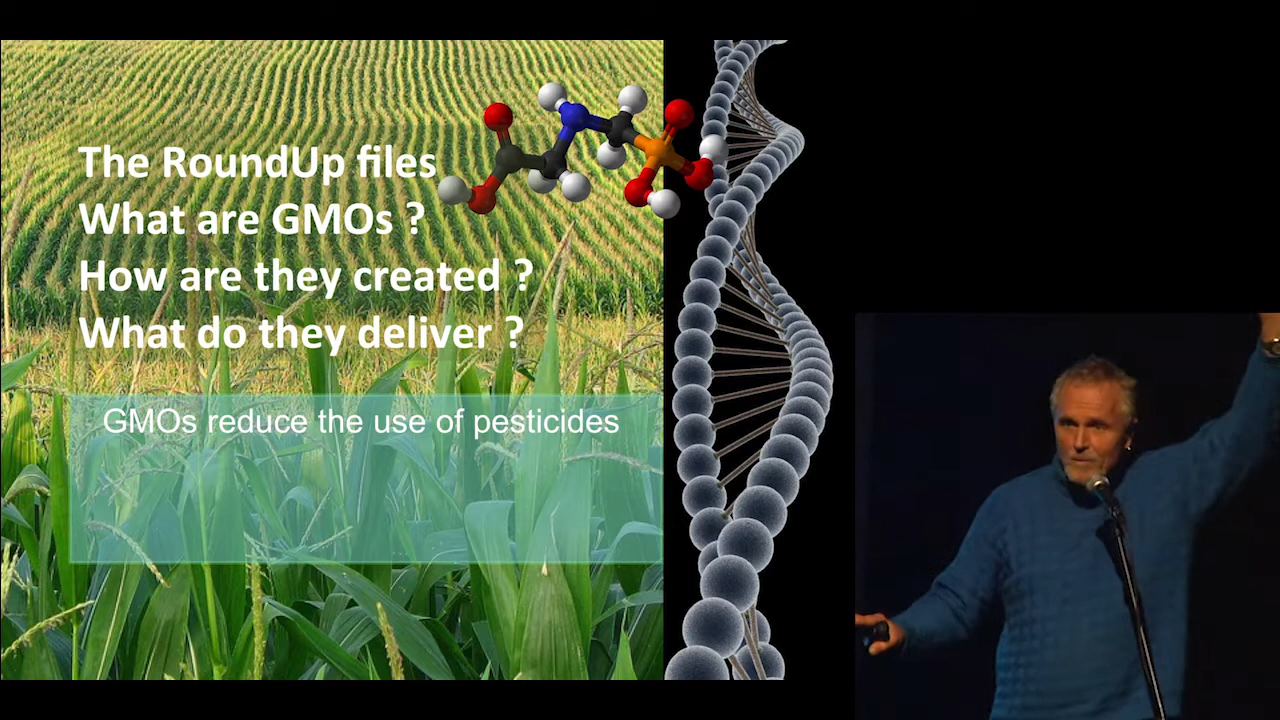 The RoundUp files
What are GMOs ?
How are they created ?
What do they deliver ?
GMOs reduce the use of pesticides